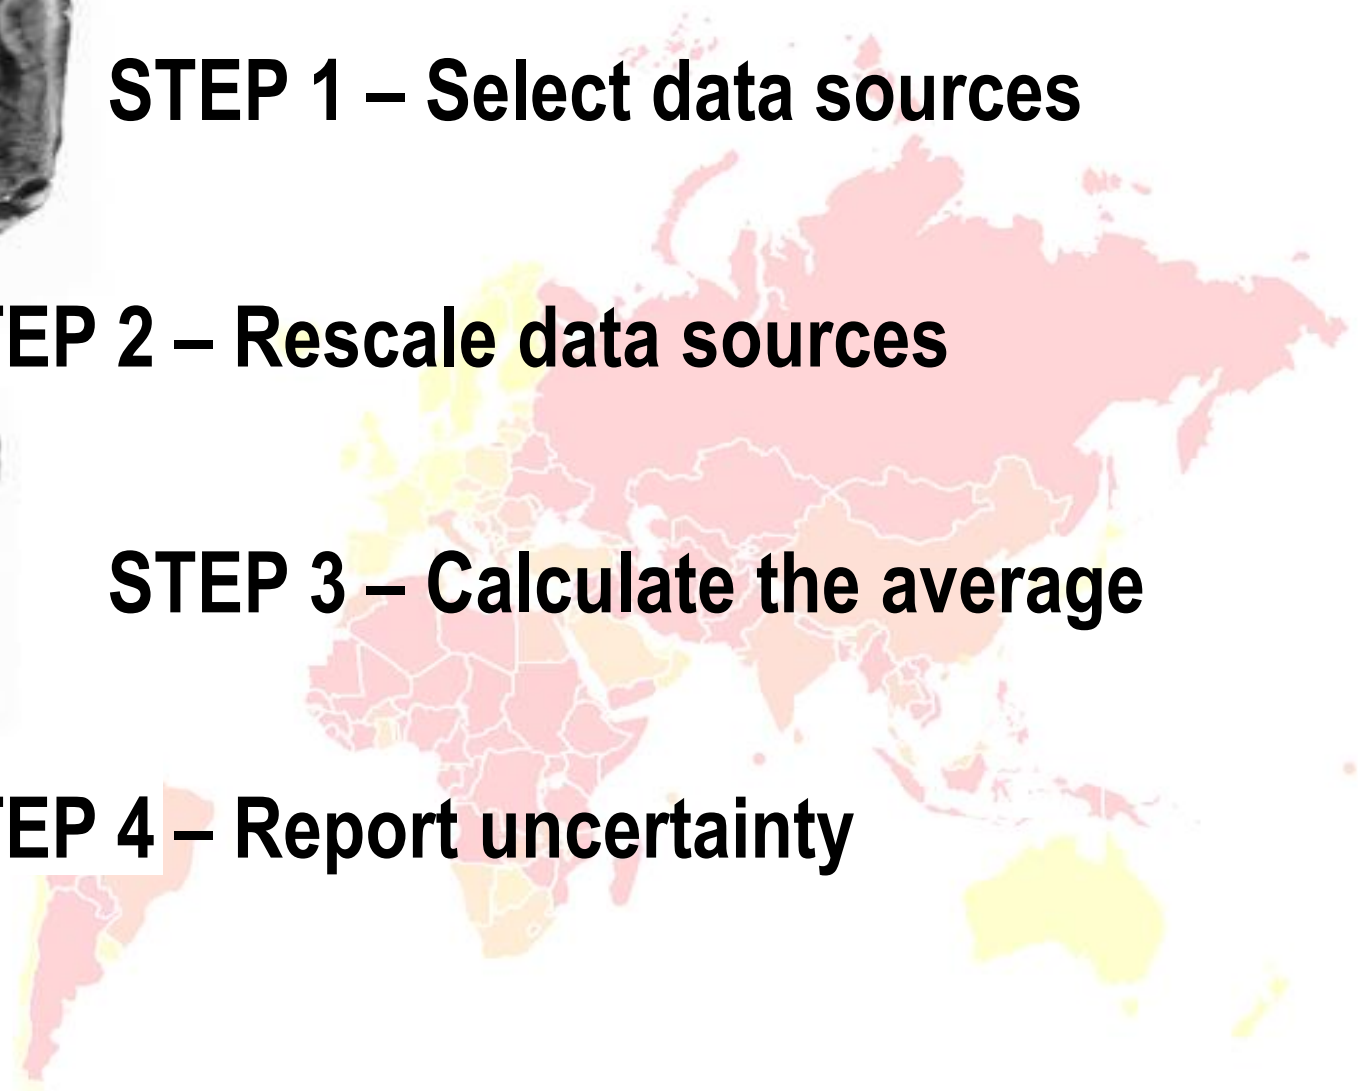 STEP 1 – Select data sources
EP 2 – Rescale data sources
STEP 3 – Calculate the average
EP 4 – Report uncertainty